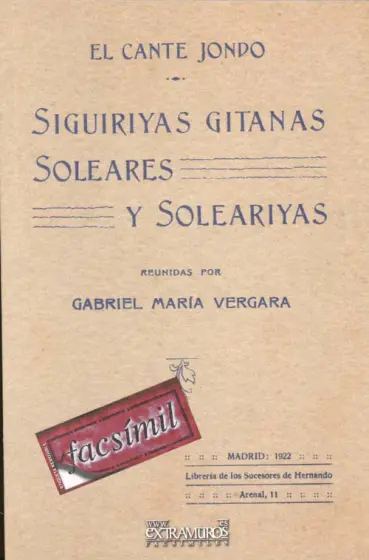 EL CANTE JONDO
SIGUIRIYAS GITANAS
SOLEARES
Y SOLEARIYAS
REUNIDAS POR
GABRIEL MARÍA VERGARA
facsímil
MADRID: 1922
Librería de los Sucesores de Hernando
Arenal, 11
www.
EXTRAMUROS